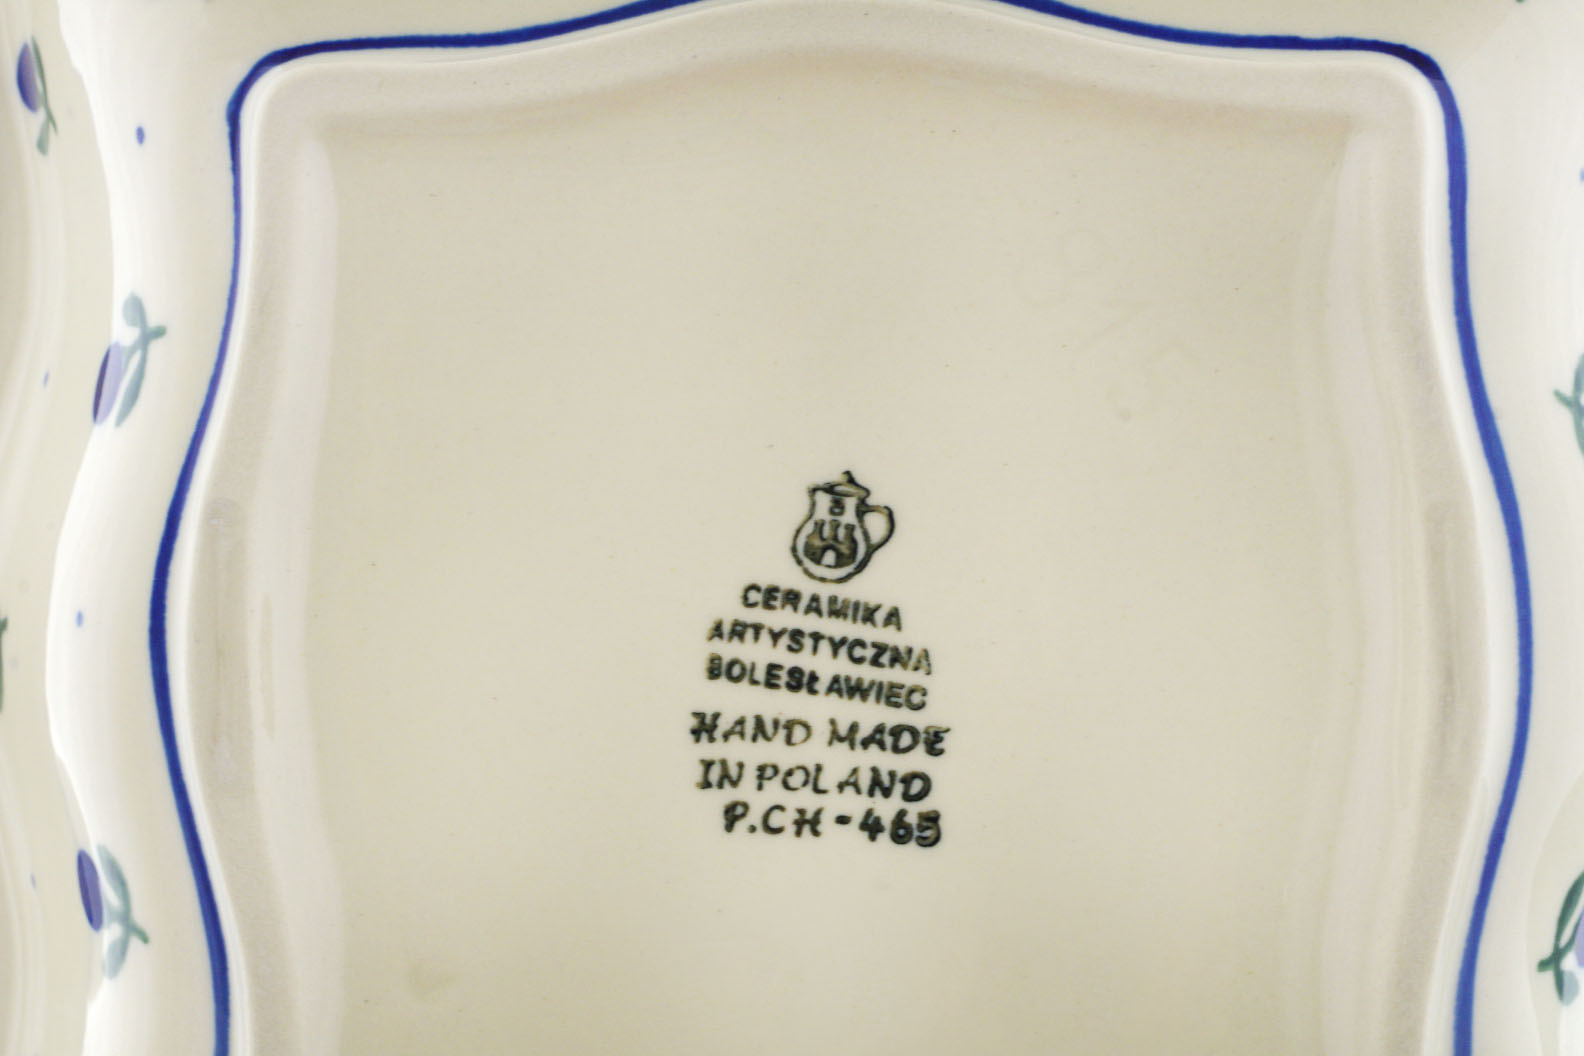 CERAMIKA
ARTYSTYCZNA
BOLESŁAWIEC
HAND MADE
IN POLAND
P.CH-465